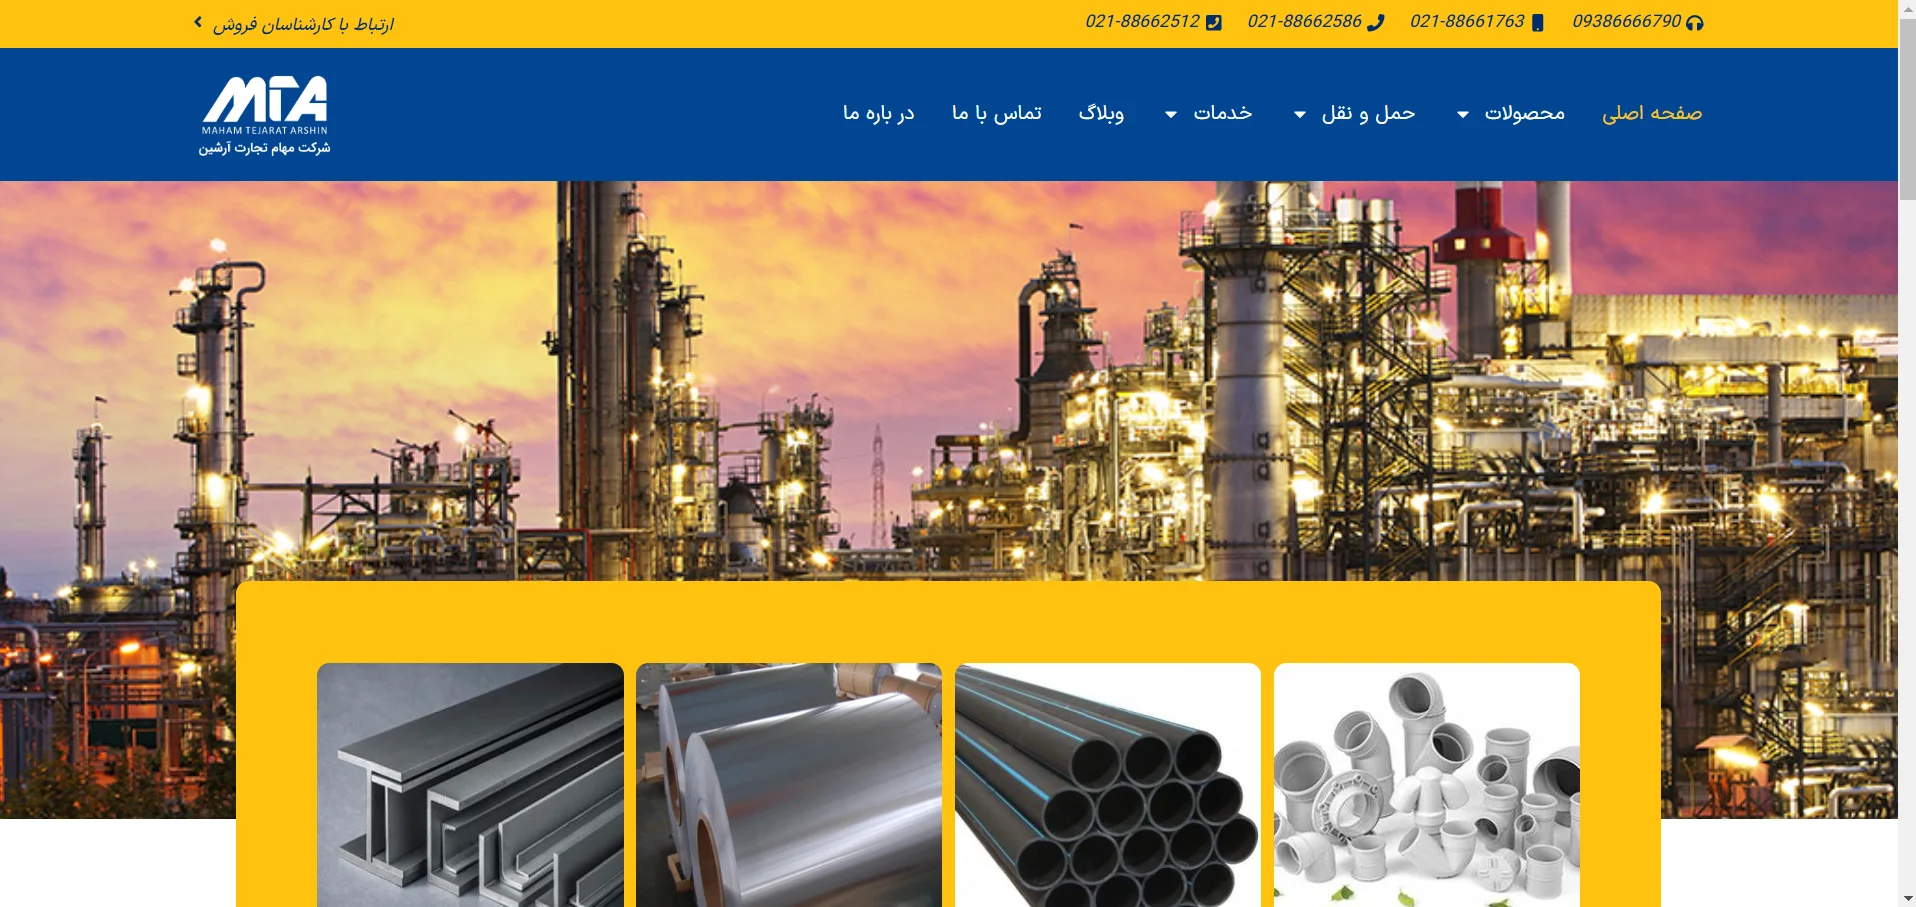 09386666790
021-88661763
021-88662586
021-88662512
ارتباط با کارشناسان فروش
صفحه اصلی
محصولات
حمل و نقل
خدمات
وبلاگ
تماس با ما
در باره ما
MTA
MAHAM TEJARAT ARSHIN
شرکت مهام تجارت آرشین